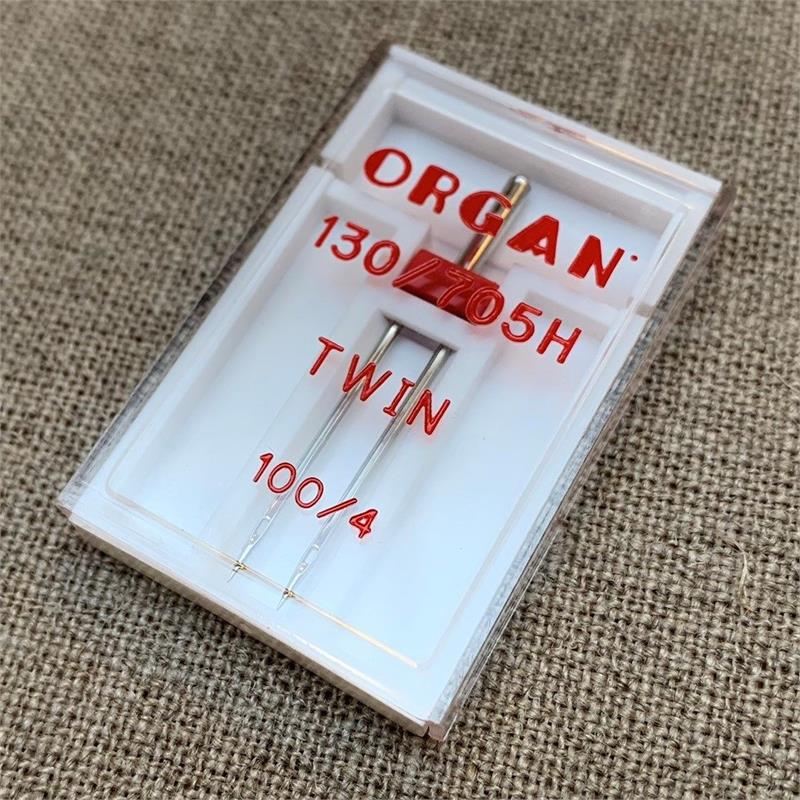 ORGAN
130/705H
TWIN
100/4